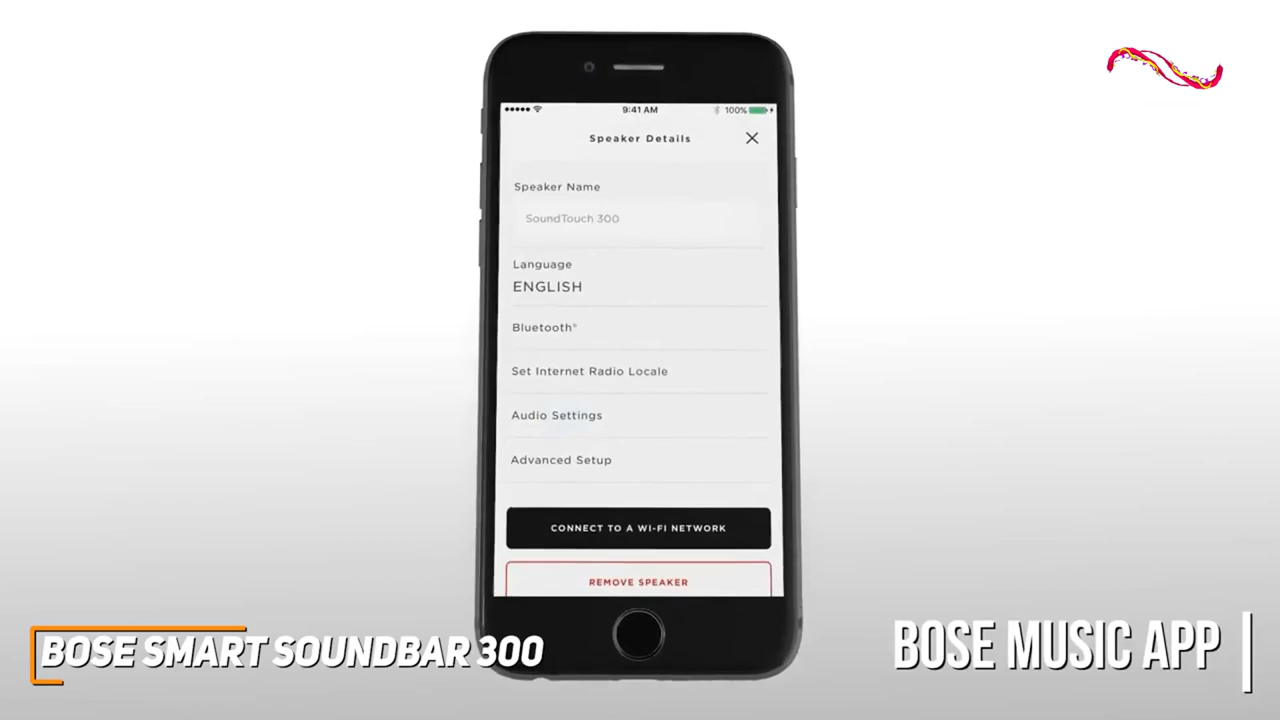 9:41 AM
100%
Speaker Details
Speaker Name
SoundTouch 300
Language
ENGLISH
Bluetooth®
Set Internet Radio Locale
Audio Settings
Advanced Setup
CONNECT TO A WI-FI NETWORK
REMOVE SPEAKER
BOSE SMART SOUNDBAR 300
BOSE MUSIC APP